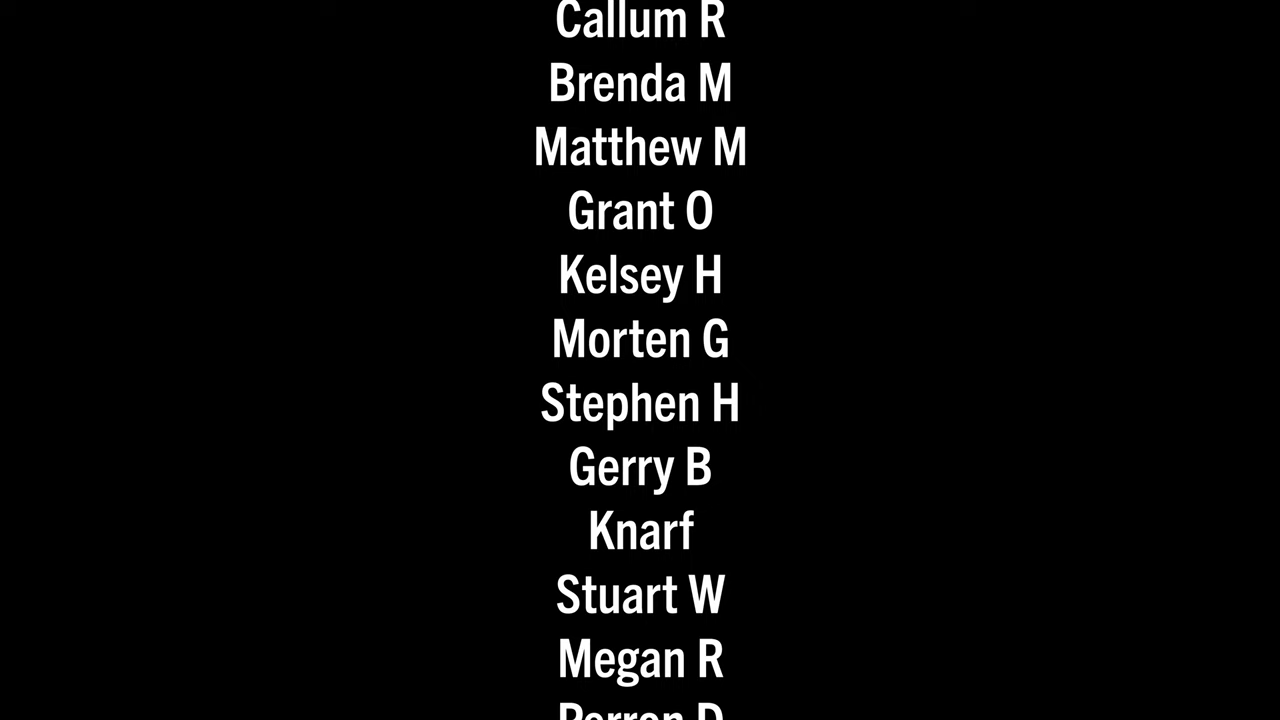 Callum R
Brenda M
Matthew M
Grant O
Kelsey H
Morten G
Stephen H
Gerry B
Knarf
Stuart W
Megan R